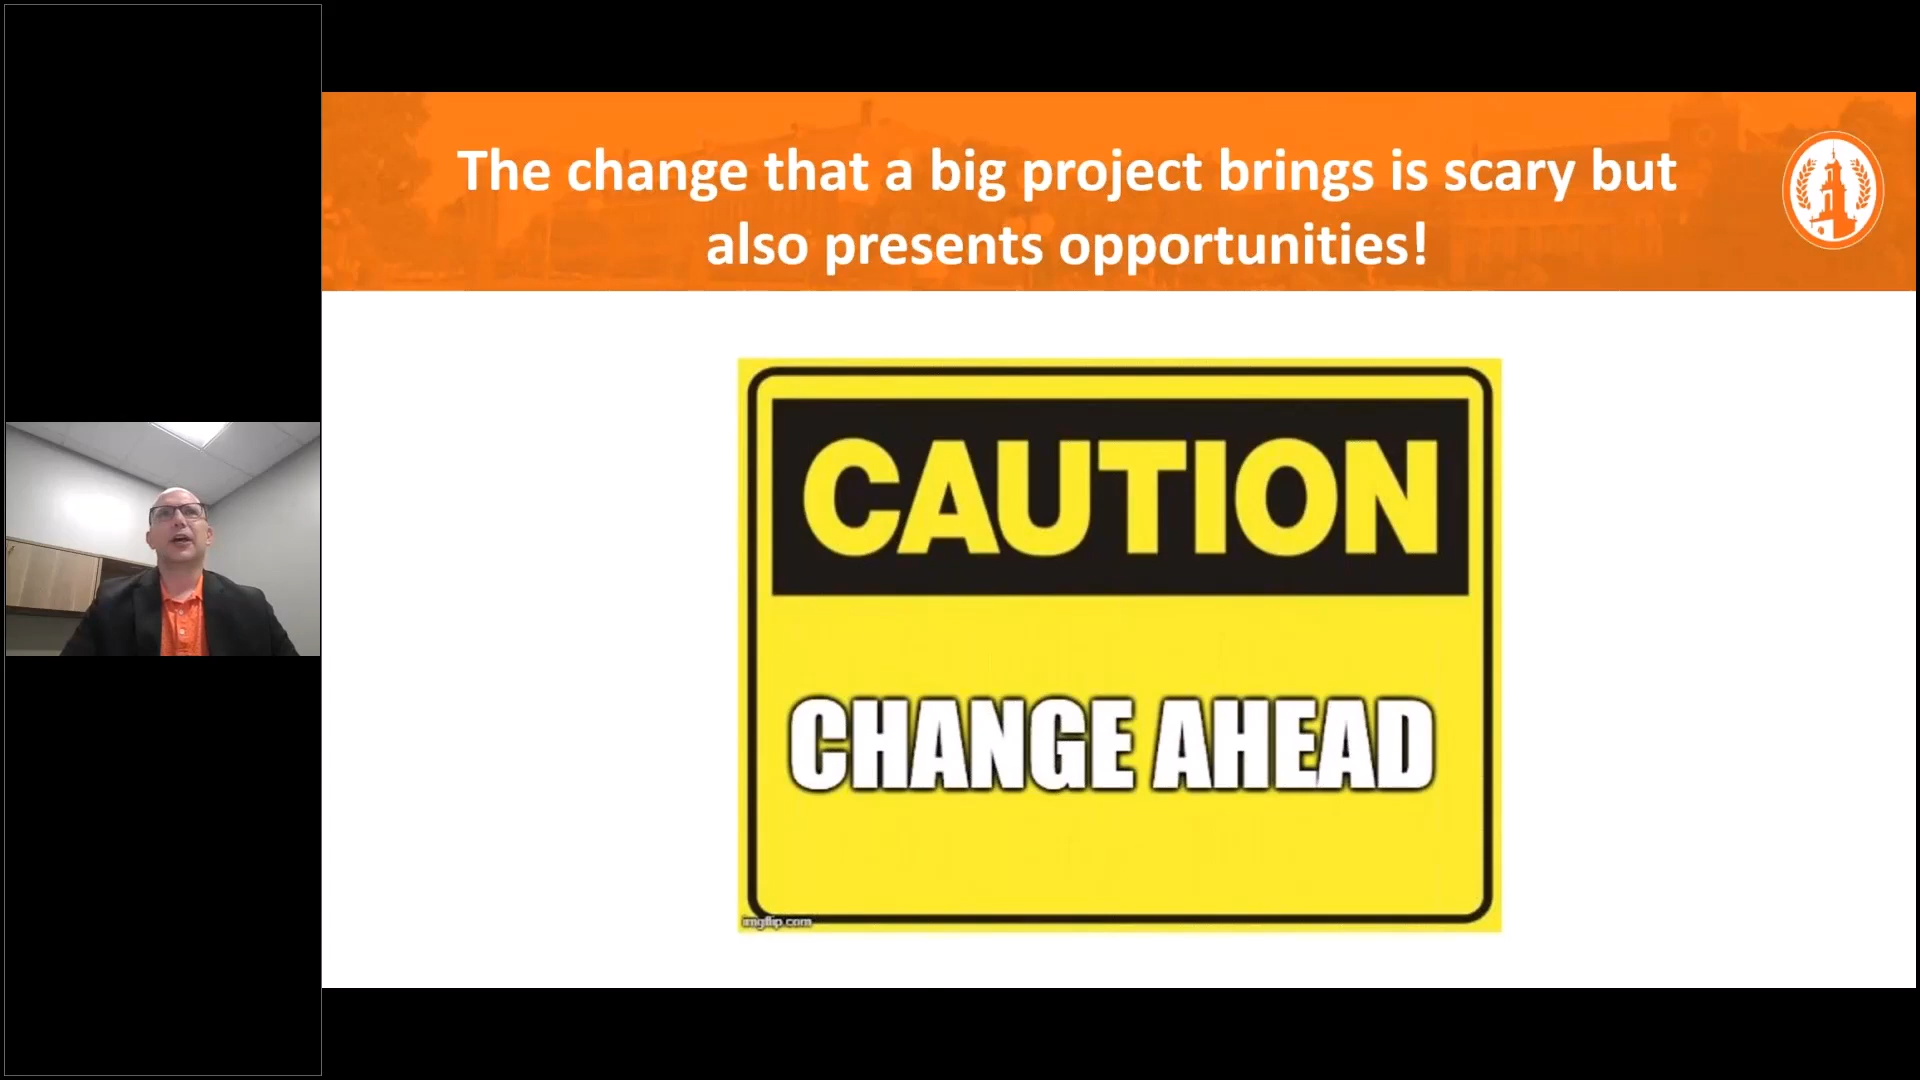 The change that a big project brings is scary but
also presents opportunities!
CAUTION
CHANGE AHEAD
imgflip.com